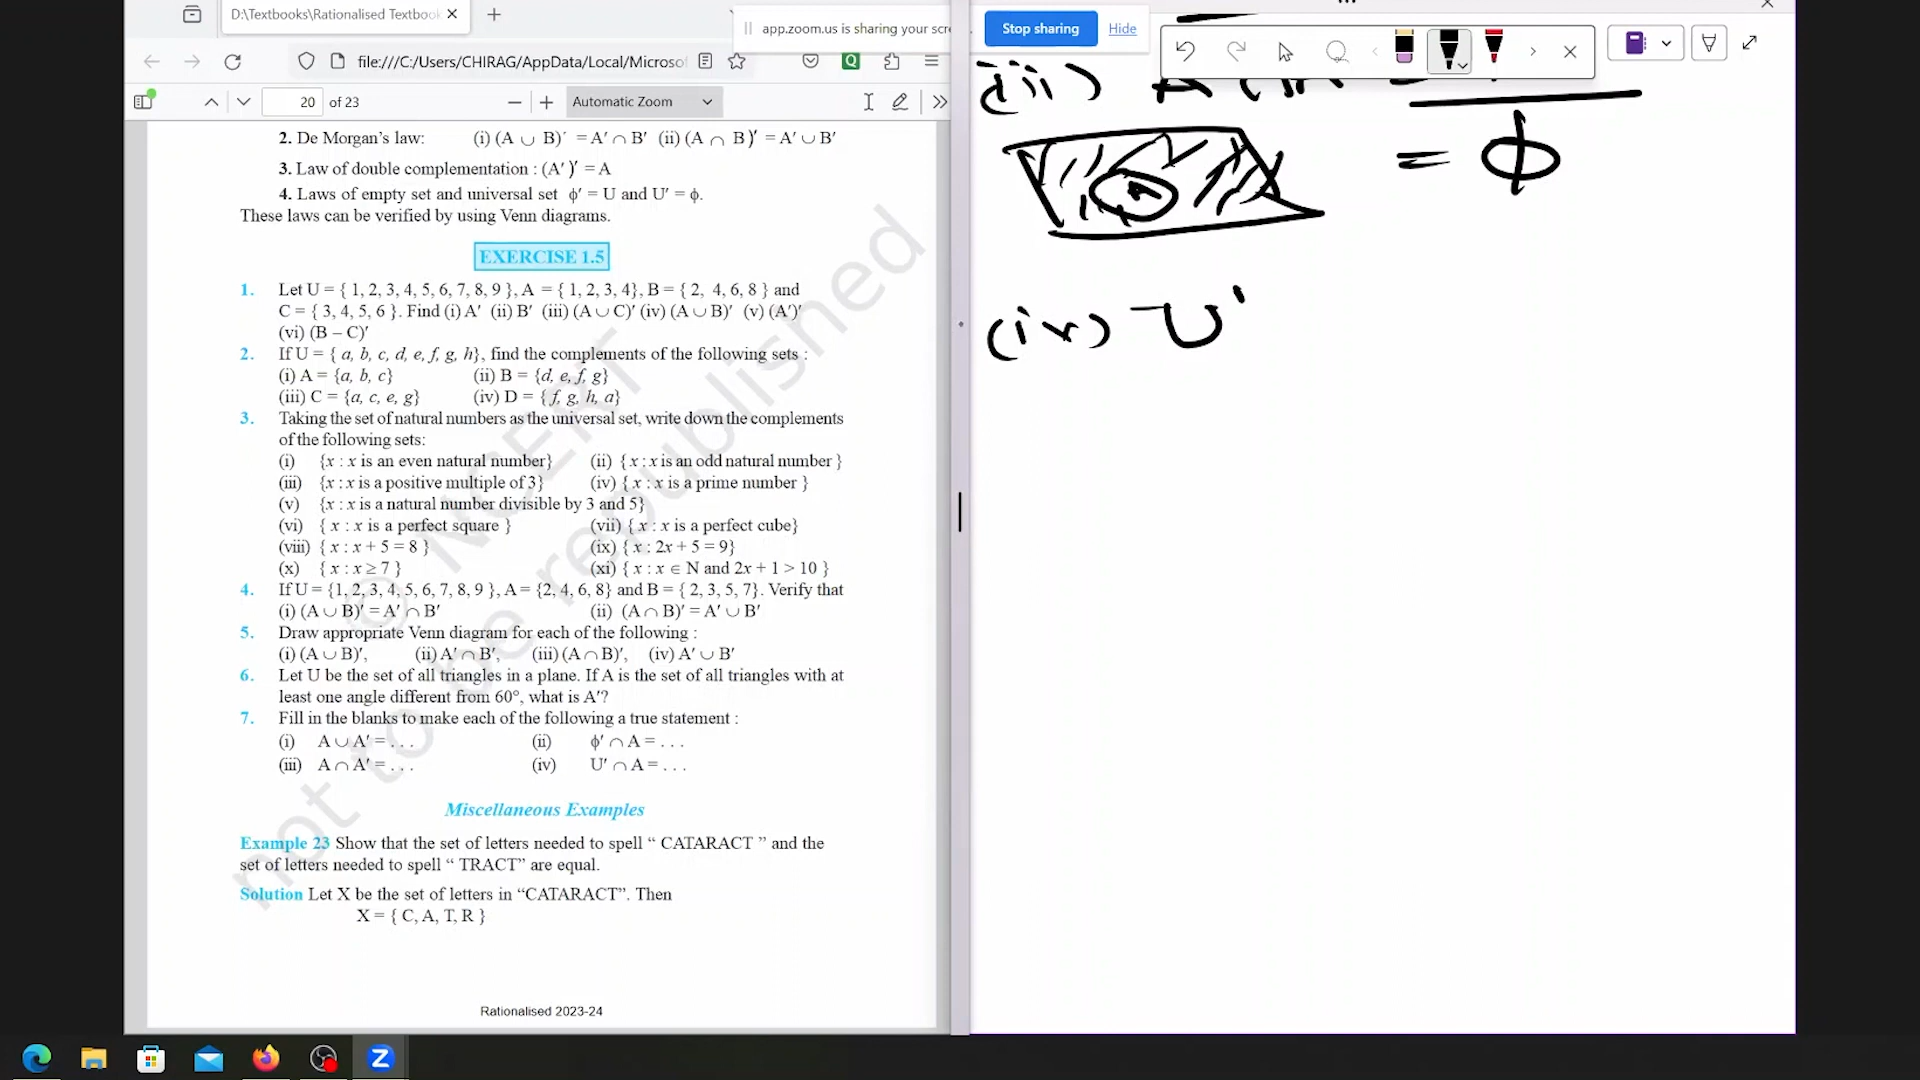 D:\Textbooks\Rationalised Textbook
app.zoom.us is sharing your scre
Stop sharing
Hide
file:///C:/Users/CHIRAG/AppData/Local/Microso
20 of 23
Automatic Zoom
2. De Morgan's law: (i) (A ∪ B)′ = A′ ∩ B′ (ii) (A ∩ B)′ = A′ ∪ B′
3. Law of double complementation : (A′)′ = A
4. Laws of empty set and universal set ϕ′ = U and U′ = ϕ.
These laws can be verified by using Venn diagrams.
EXERCISE 1.5
1. Let U = { 1, 2, 3, 4, 5, 6, 7, 8, 9 }, A = { 1, 2, 3, 4}, B = { 2, 4, 6, 8 } and
C = { 3, 4, 5, 6 }. Find (i) A′ (ii) B′ (iii) (A ∪ C)′ (iv) (A ∪ B)′ (v) (A′)′
(vi) (B – C)′
2. If U = { a, b, c, d, e, f, g, h}, find the complements of the following sets :
(i) A = {a, b, c} (ii) B = {d, e, f, g}
(iii) C = {a, c, e, g} (iv) D = { f, g, h, a}
3. Taking the set of natural numbers as the universal set, write down the complements
of the following sets:
(i) {x : x is an even natural number} (ii) { x : x is an odd natural number }
(iii) {x : x is a positive multiple of 3} (iv) { x : x is a prime number }
(v) {x : x is a natural number divisible by 3 and 5}
(vi) { x : x is a perfect square } (vii) { x : x is a perfect cube}
(viii) { x : x + 5 = 8 } (ix) { x : 2x + 5 = 9}
(x) { x : x ≥ 7 } (xi) { x : x ∈ N and 2x + 1 > 10 }
4. If U = {1, 2, 3, 4, 5, 6, 7, 8, 9 }, A = {2, 4, 6, 8} and B = { 2, 3, 5, 7}. Verify that
(i) (A ∪ B)′ = A′ ∩ B′ (ii) (A ∩ B)′ = A′ ∪ B′
5. Draw appropriate Venn diagram for each of the following :
(i) (A ∪ B)′, (ii) A′ ∩ B′, (iii) (A ∩ B)′, (iv) A′ ∪ B′
6. Let U be the set of all triangles in a plane. If A is the set of all triangles with at
least one angle different from 60°, what is A′?
7. Fill in the blanks to make each of the following a true statement :
(i) A ∪ A′ = . . . (ii) ϕ′ ∩ A = . . .
(iii) A ∩ A′ = . . . (iv) U′ ∩ A = . . .
Miscellaneous Examples
Example 23 Show that the set of letters needed to spell “ CATARACT ” and the
set of letters needed to spell “ TRACT” are equal.
Solution Let X be the set of letters in “CATARACT”. Then
X = { C, A, T, R }
Rationalised 2023-24
© NCERT
not to be republished
(iii)
A
= ϕ
(iv) U'